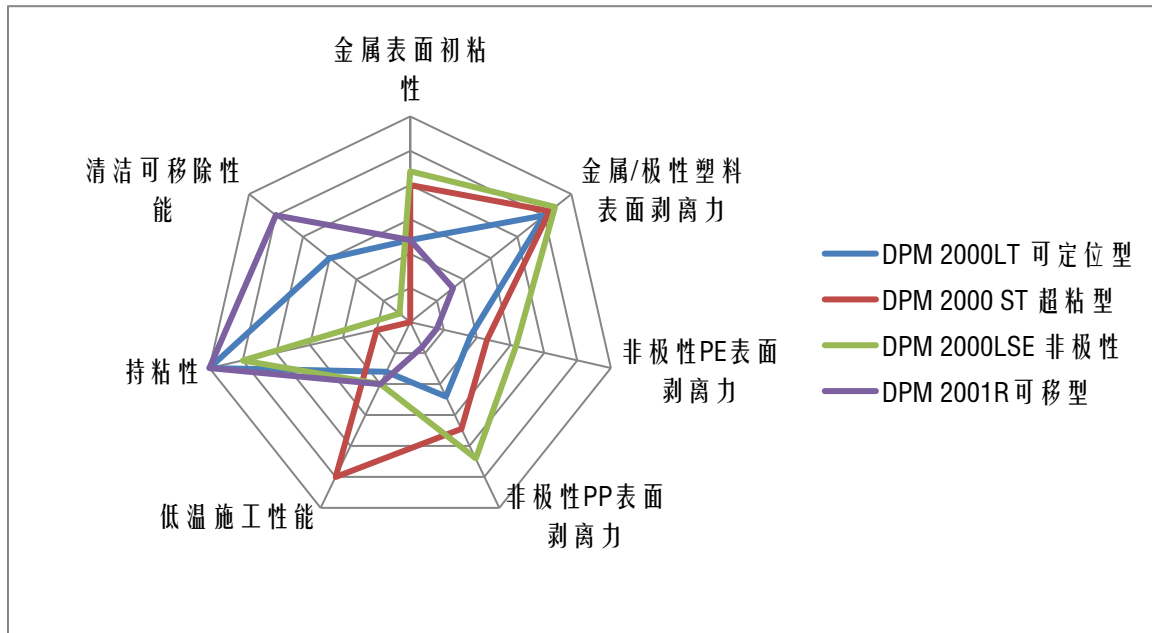 金属表面初粘
性
金属/极性塑料
表面剥离力
非极性PE表面
剥离力
非极性PP表面
剥离力
低温施工性能
持粘性
清洁可移除性
能
DPM 2000LT 可定位型
DPM 2000 ST 超粘型
DPM 2000LSE 非极性
DPM 2001R可移型